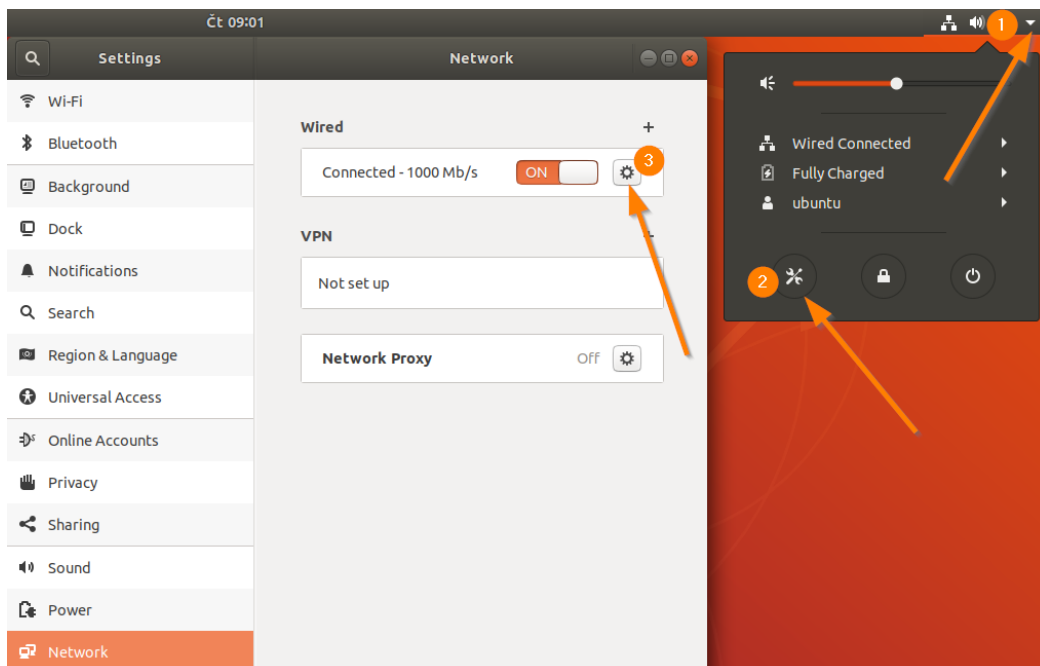 Čt 09:01
1
Settings
Network
Wi-Fi
Bluetooth
Background
Dock
Notifications
Search
Region & Language
Universal Access
Online Accounts
Privacy
Sharing
Sound
Power
Network
Wired
+
Connected - 1000 Mb/s
ON
3
VPN
+
Not set up
Network Proxy
Off
Wired Connected
Fully Charged
ubuntu
2